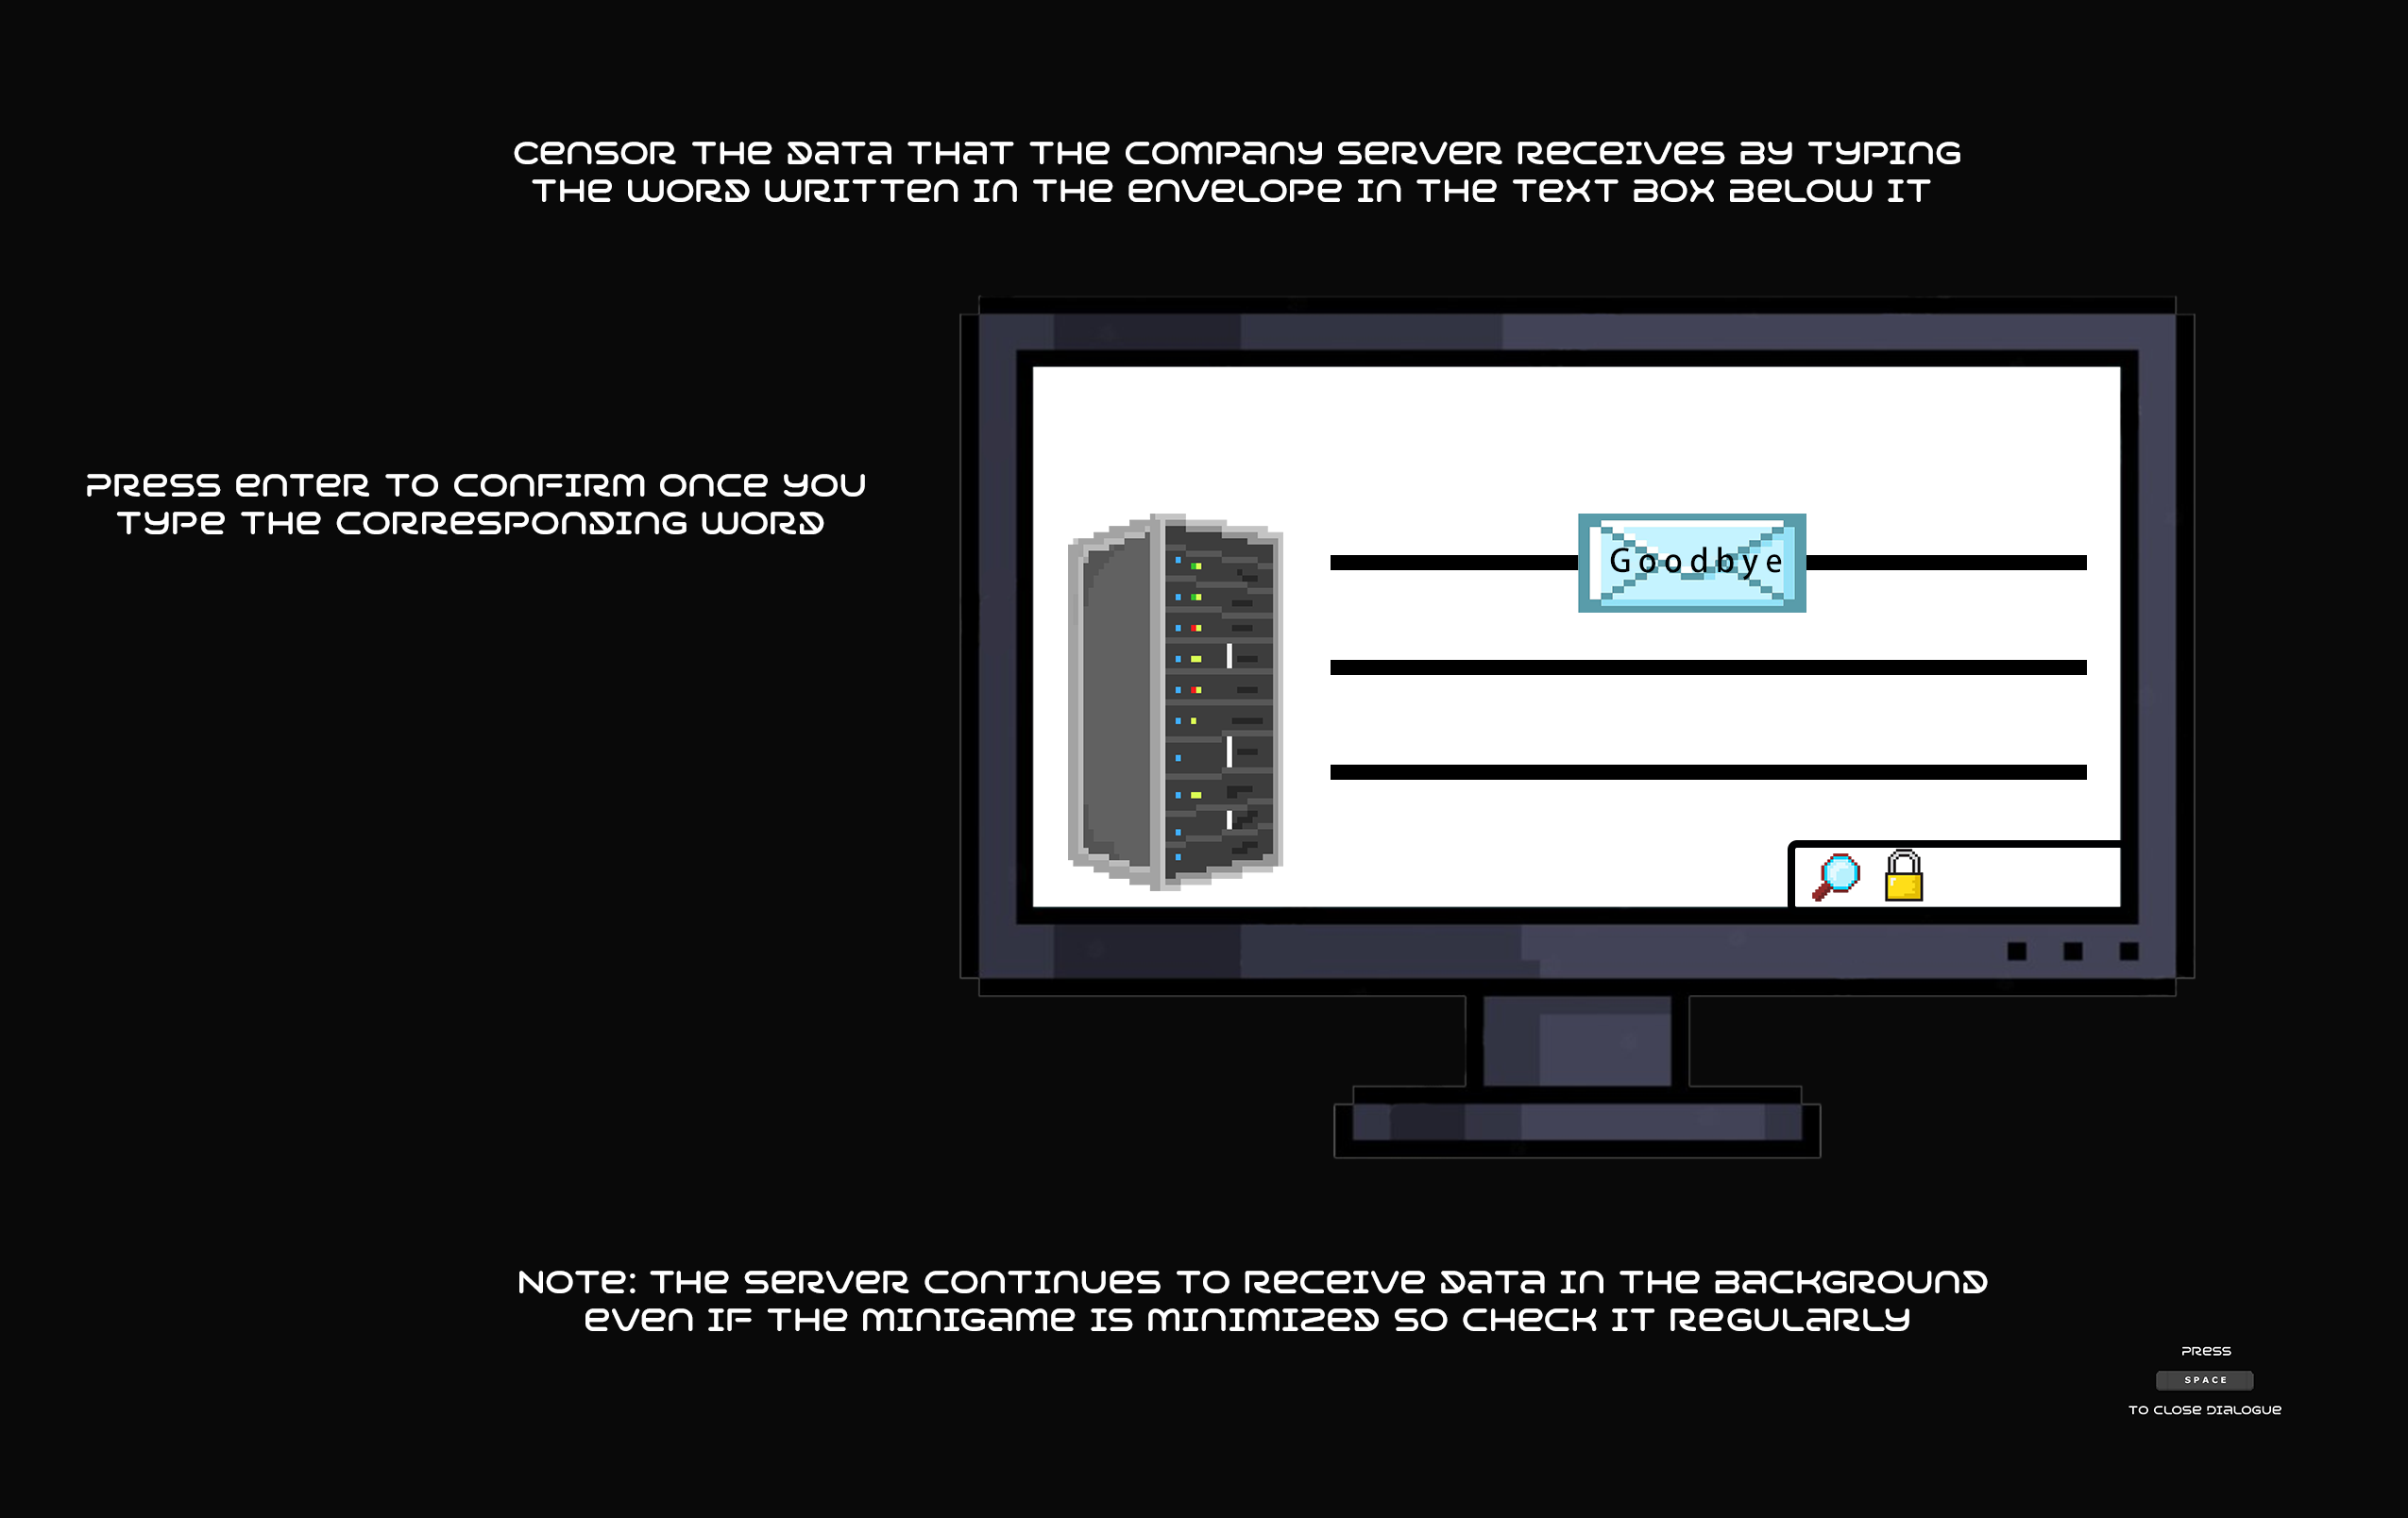 CENSOR THE DATA THAT THE COMPANY SERVER RECEIVES BY TYPING
THE WORD WRITTEN IN THE ENVELOPE IN THE TEXT BOX BELOW IT
PRESS ENTER TO CONFIRM ONCE YOU
TYPE THE CORRESPONDING WORD
Goodbye
NOTE: THE SERVER CONTINUES TO RECEIVE DATA IN THE BACKGROUND
EVEN IF THE MINIGAME IS MINIMIZED SO CHECK IT REGULARLY
PRESS
SPACE
TO CLOSE DIALOGUE